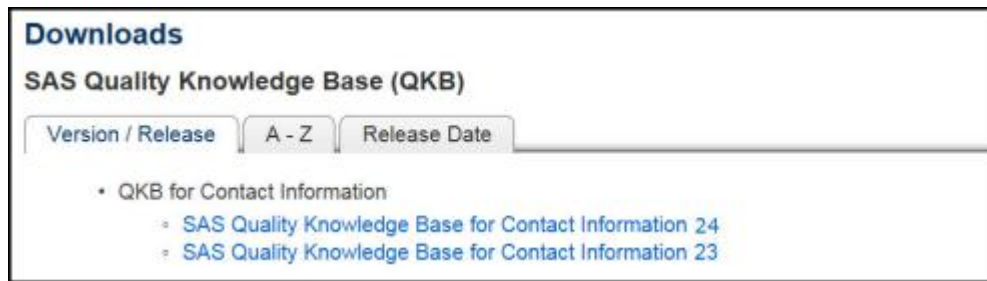 Downloads
SAS Quality Knowledge Base (QKB)
Version / Release A - Z Release Date
• QKB for Contact Information
◦ SAS Quality Knowledge Base for Contact Information 24
◦ SAS Quality Knowledge Base for Contact Information 23